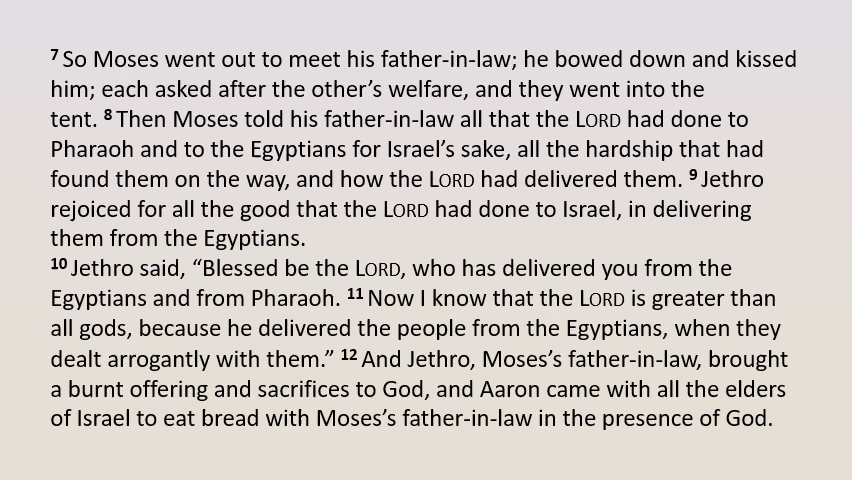 7 So Moses went out to meet his father-in-law; he bowed down and kissed
him; each asked after the other’s welfare, and they went into the
tent. 8 Then Moses told his father-in-law all that the LORD had done to
Pharaoh and to the Egyptians for Israel’s sake, all the hardship that had
found them on the way, and how the LORD had delivered them. 9 Jethro
rejoiced for all the good that the LORD had done to Israel, in delivering
them from the Egyptians.
10 Jethro said, “Blessed be the LORD, who has delivered you from the
Egyptians and from Pharaoh. 11 Now I know that the LORD is greater than
all gods, because he delivered the people from the Egyptians, when they
dealt arrogantly with them.” 12 And Jethro, Moses’s father-in-law, brought
a burnt offering and sacrifices to God, and Aaron came with all the elders
of Israel to eat bread with Moses’s father-in-law in the presence of God.